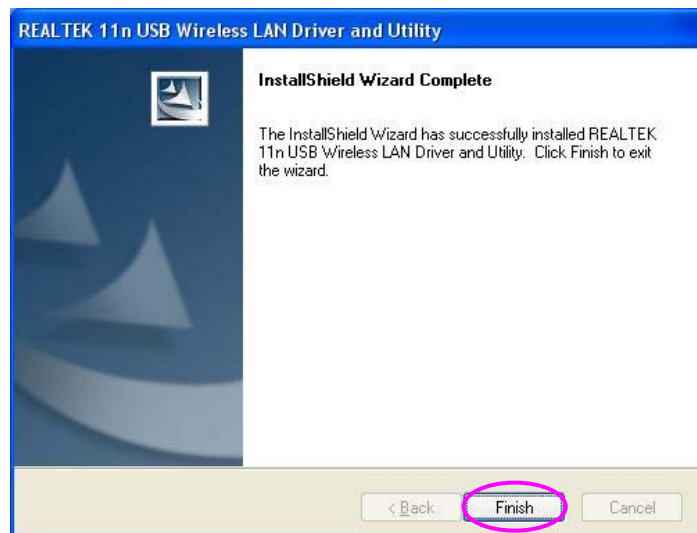 REALTEK 11n USB Wireless LAN Driver and Utility
InstallShield Wizard Complete
The InstallShield Wizard has successfully installed REALTEK
11n USB Wireless LAN Driver and Utility. Click Finish to exit
the wizard.
< Back Finish Cancel